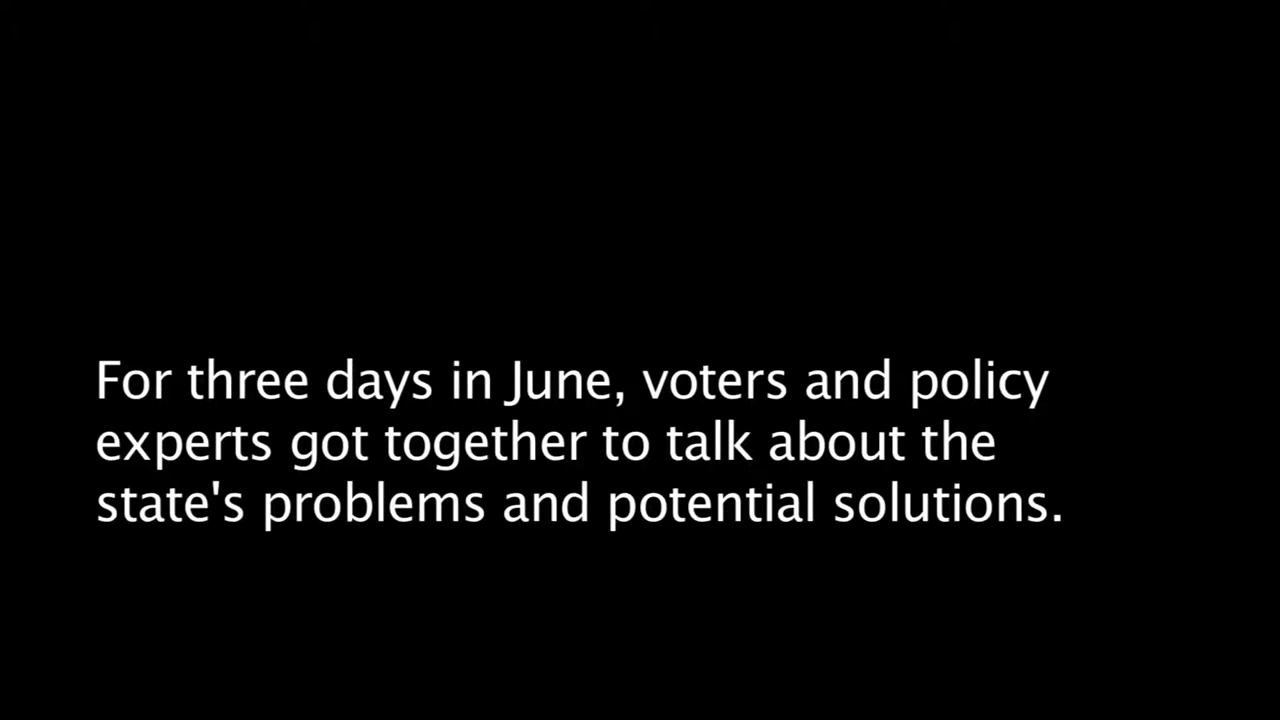 For three days in June, voters and policy
experts got together to talk about the
state's problems and potential solutions.